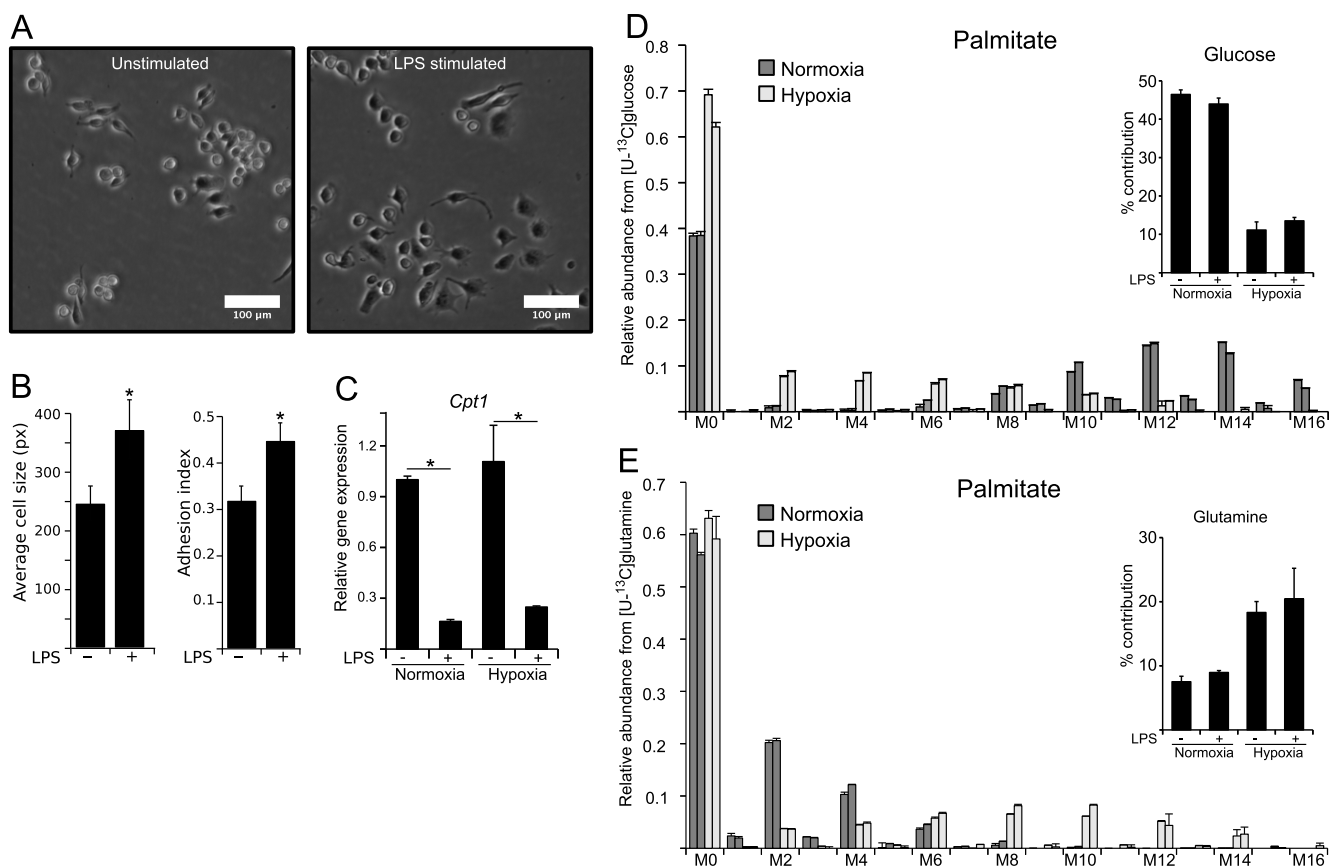 A
Unstimulated
100 μm
LPS stimulated
100 μm
B
Average cell size (px)
400
300
200
100
LPS
– +
*
Adhesion index
0.5
0.4
0.3
0.2
0.1
LPS
– +
*
C
Cpt1
Relative gene expression
1.2
0.9
0.6
0.3
* *
LPS
- + - +
Normoxia Hypoxia
D
Palmitate
Relative abundance from [U-¹³C]glucose
0.8
0.7
0.6
0.5
0.4
0.3
0.2
0.1
Normoxia
Hypoxia
M0 M2 M4 M6 M8 M10 M12 M14 M16
Glucose
% contribution
50
40
30
20
10
LPS - + - +
Normoxia Hypoxia
E
Palmitate
Relative abundance from [U-¹³C]glutamine
0.7
0.6
0.5
0.4
0.3
0.2
0.1
Normoxia
Hypoxia
M0 M2 M4 M6 M8 M10 M12 M14 M16
Glutamine
% contribution
30
20
10
LPS - + - +
Normoxia Hypoxia